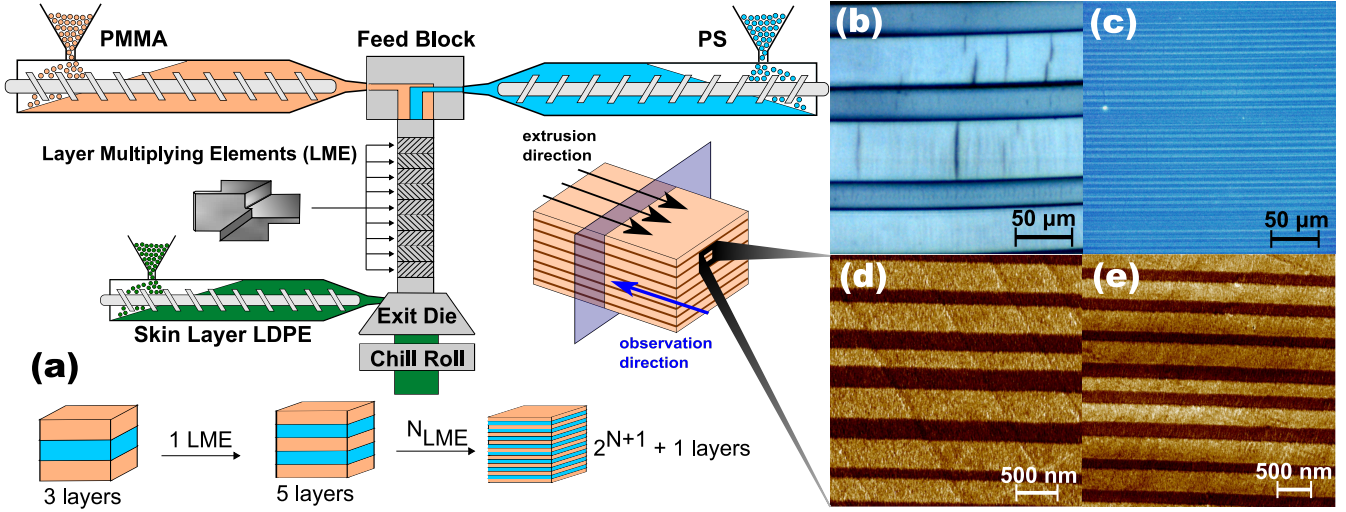 PMMA
Feed Block
PS
Layer Multiplying Elements (LME)
extrusion
direction
Skin Layer LDPE
Exit Die
Chill Roll
observation
direction
(a)
1 LME
N_LME
2^{N+1} + 1 layers
3 layers
5 layers
(b)
50 µm
(c)
50 µm
(d)
500 nm
(e)
500 nm